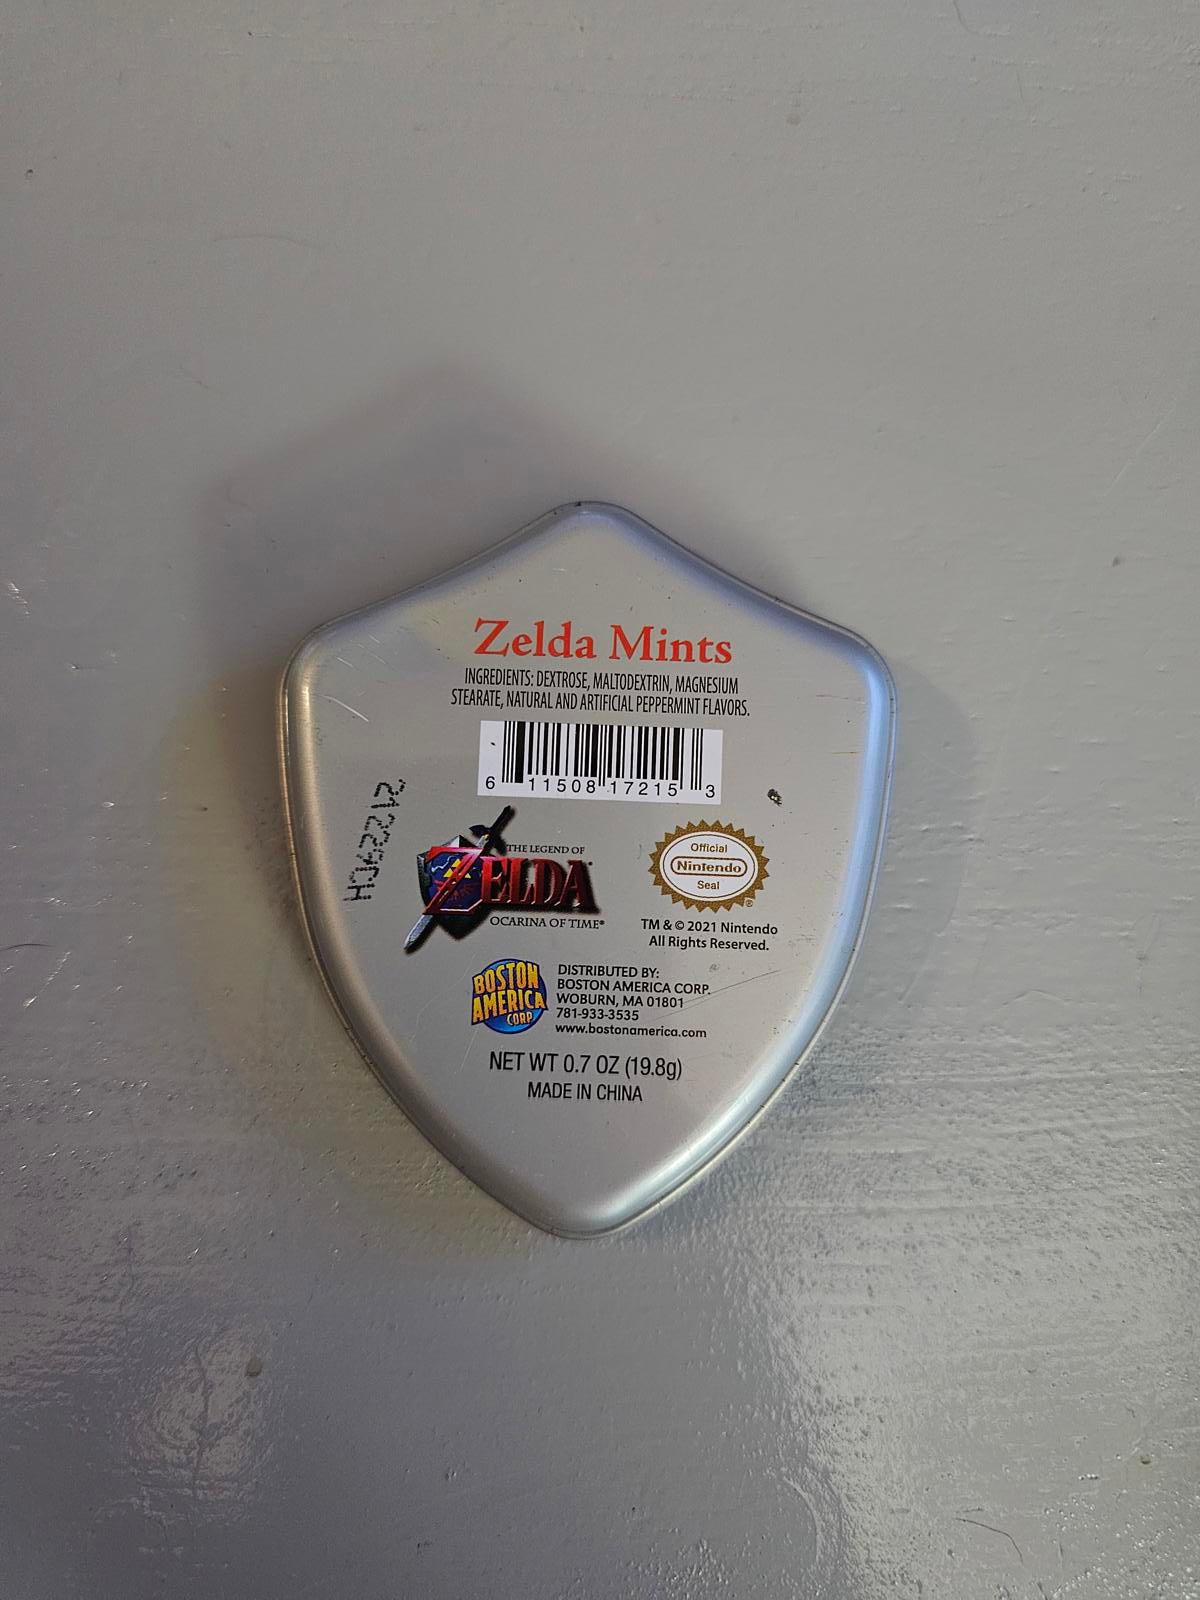 Zelda Mints
INGREDIENTS: DEXTROSE, MALTODEXTRIN, MAGNESIUM
STEARATE, NATURAL AND ARTIFICIAL PEPPERMINT FLAVORS.
6 11508 17215 3
THE LEGEND OF
ZELDA
OCARINA OF TIME®
Official
Nintendo
Seal
®
TM & © 2021 Nintendo
All Rights Reserved.
BOSTON
AMERICA
CORP
DISTRIBUTED BY:
BOSTON AMERICA CORP.
WOBURN, MA 01801
781-933-3535
www.bostonamerica.com
NET WT 0.7 OZ (19.8g)
MADE IN CHINA